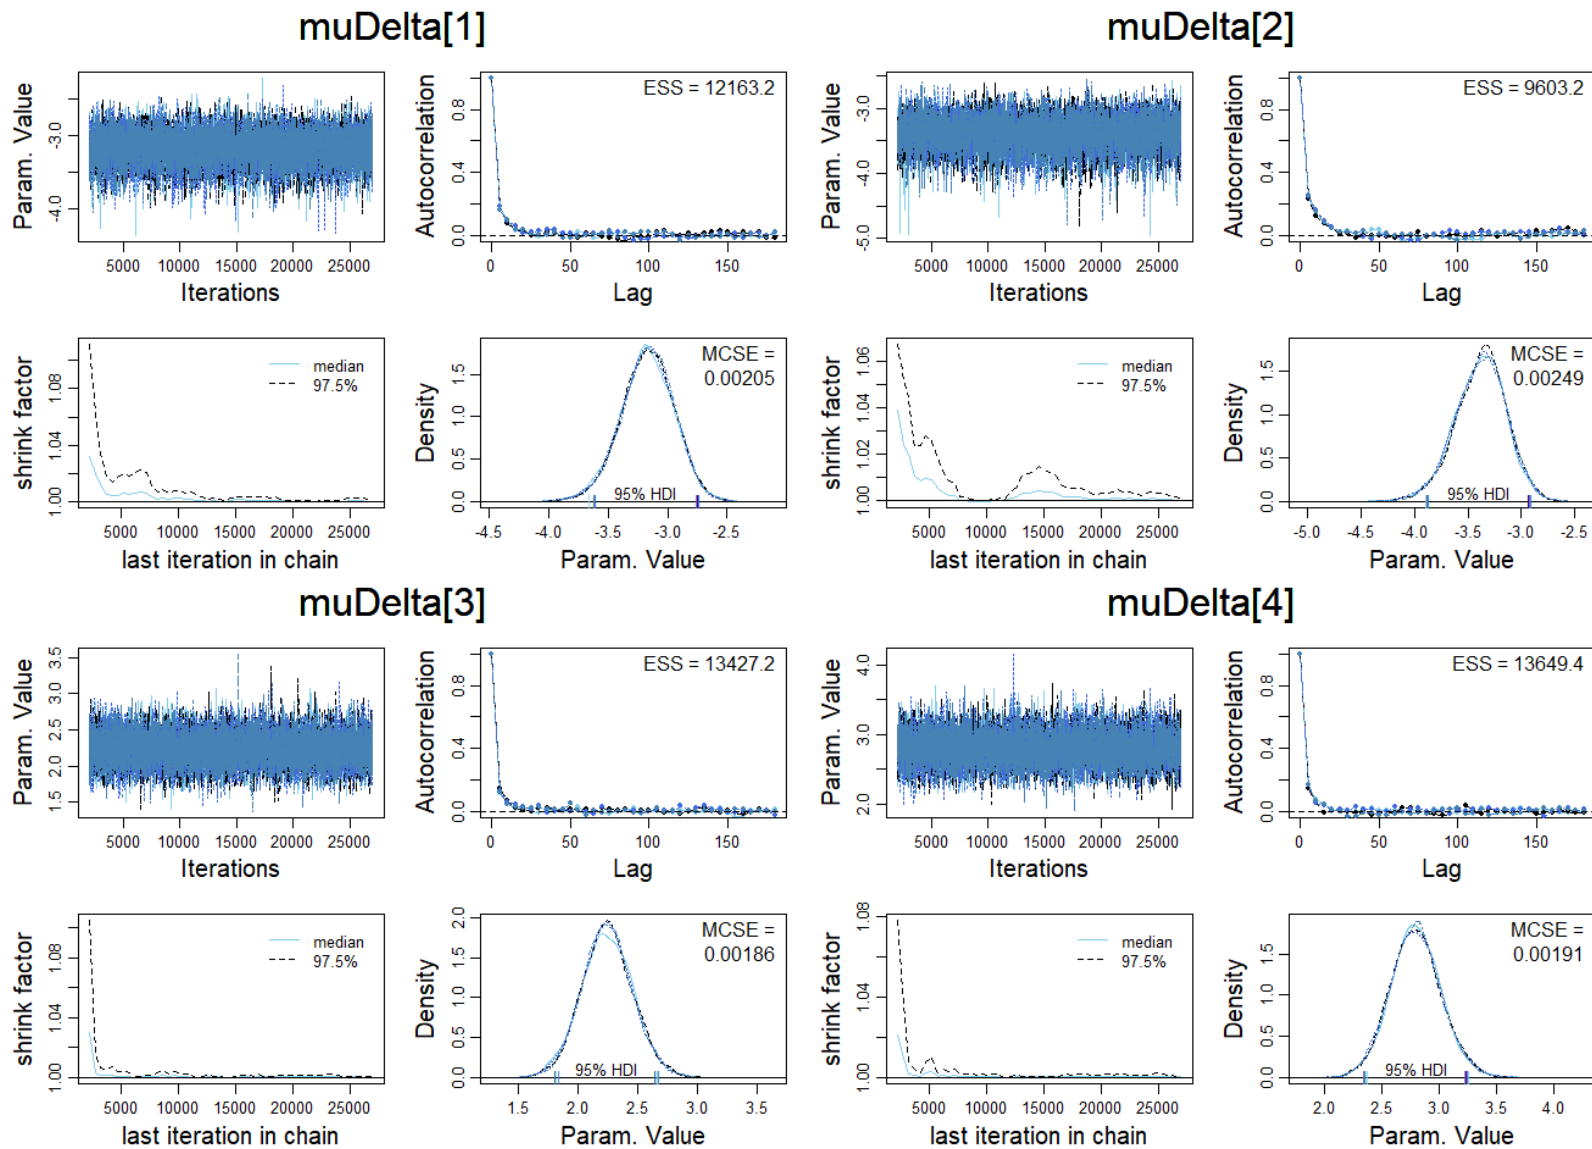 muDelta[1]
Param. Value
-3.0
-4.0
5000 10000 15000 20000 25000
Iterations
Autocorrelation
0.8
0.4
0.0
ESS = 12163.2
0 50 100 150
Lag
shrink factor
1.08
1.04
1.00
median
97.5%
5000 10000 15000 20000 25000
last iteration in chain
Density
1.5
1.0
0.5
0.0
MCSE =
0.00205
95% HDI
-4.5 -4.0 -3.5 -3.0 -2.5
Param. Value
muDelta[2]
Param. Value
-3.0
-4.0
-5.0
5000 10000 15000 20000 25000
Iterations
Autocorrelation
0.8
0.4
0.0
ESS = 9603.2
0 50 100 150
Lag
shrink factor
1.06
1.04
1.02
1.00
median
97.5%
5000 10000 15000 20000 25000
last iteration in chain
Density
1.5
1.0
0.5
0.0
MCSE =
0.00249
95% HDI
-5.0 -4.5 -4.0 -3.5 -3.0 -2.5
Param. Value
muDelta[3]
Param. Value
3.5
3.0
2.5
2.0
1.5
5000 10000 15000 20000 25000
Iterations
Autocorrelation
0.8
0.4
0.0
ESS = 13427.2
0 50 100 150
Lag
shrink factor
1.08
1.04
1.00
median
97.5%
5000 10000 15000 20000 25000
last iteration in chain
Density
2.0
1.5
1.0
0.5
0.0
MCSE =
0.00186
95% HDI
1.5 2.0 2.5 3.0 3.5
Param. Value
muDelta[4]
Param. Value
4.0
3.0
2.0
5000 10000 15000 20000 25000
Iterations
Autocorrelation
0.8
0.4
0.0
ESS = 13649.4
0 50 100 150
Lag
shrink factor
1.08
1.04
1.00
median
97.5%
5000 10000 15000 20000 25000
last iteration in chain
Density
1.5
1.0
0.5
0.0
MCSE =
0.00191
95% HDI
2.0 2.5 3.0 3.5 4.0
Param. Value